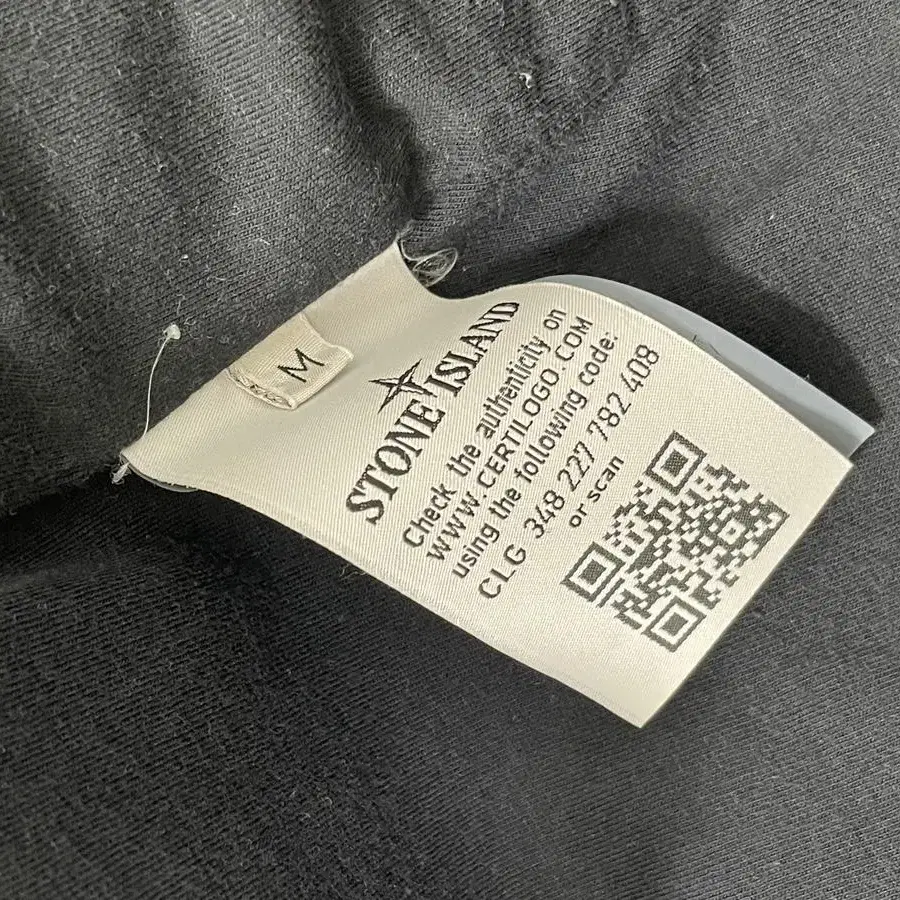 M
STONE ISLAND
Check the authenticity on
WWW.CERTILOGO.COM
using the following code:
CLG 348 227 782 408
or scan